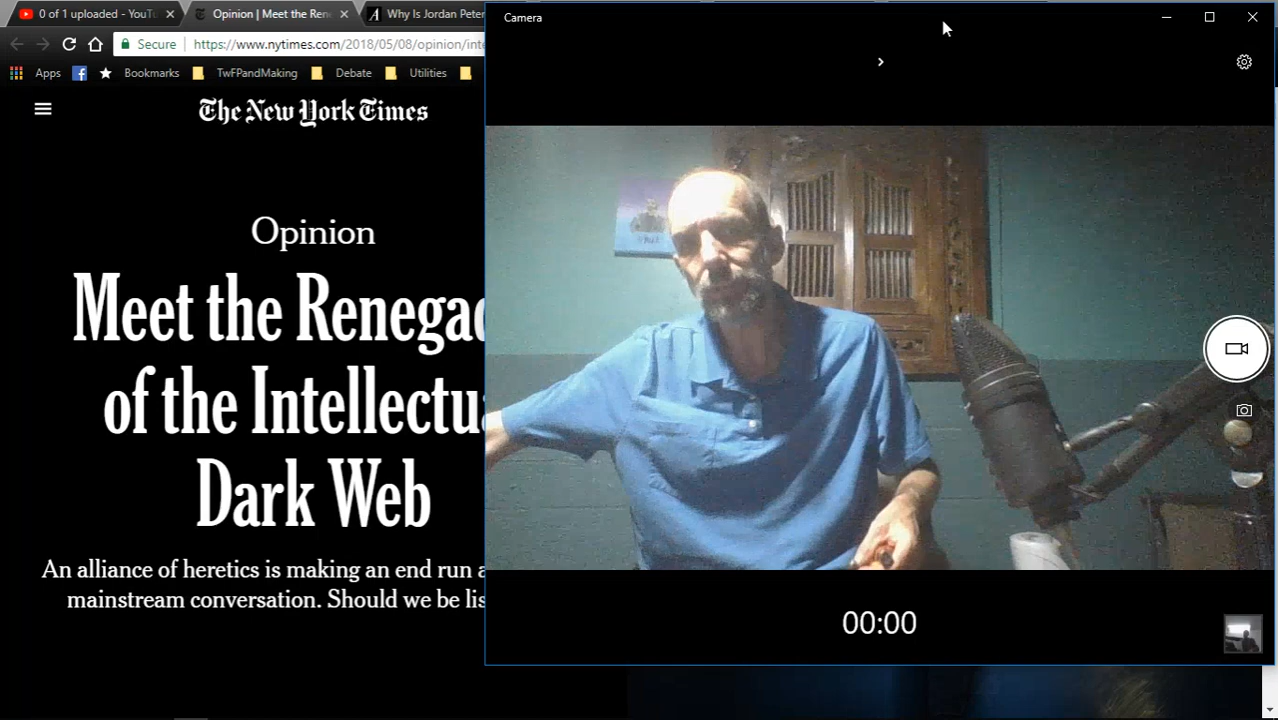 0 of 1 uploaded - YouTu
Opinion | Meet the Ren
Why Is Jordan Peter
Camera
Secure
https://www.nytimes.com/2018/05/08/opinion/inte
Apps
Bookmarks
TwFPandMaking
Debate
Utilities
The New York Times
Opinion
Meet the Renegad
of the Intellectua
Dark Web
An alliance of heretics is making an end run a
mainstream conversation. Should we be lis
00:00